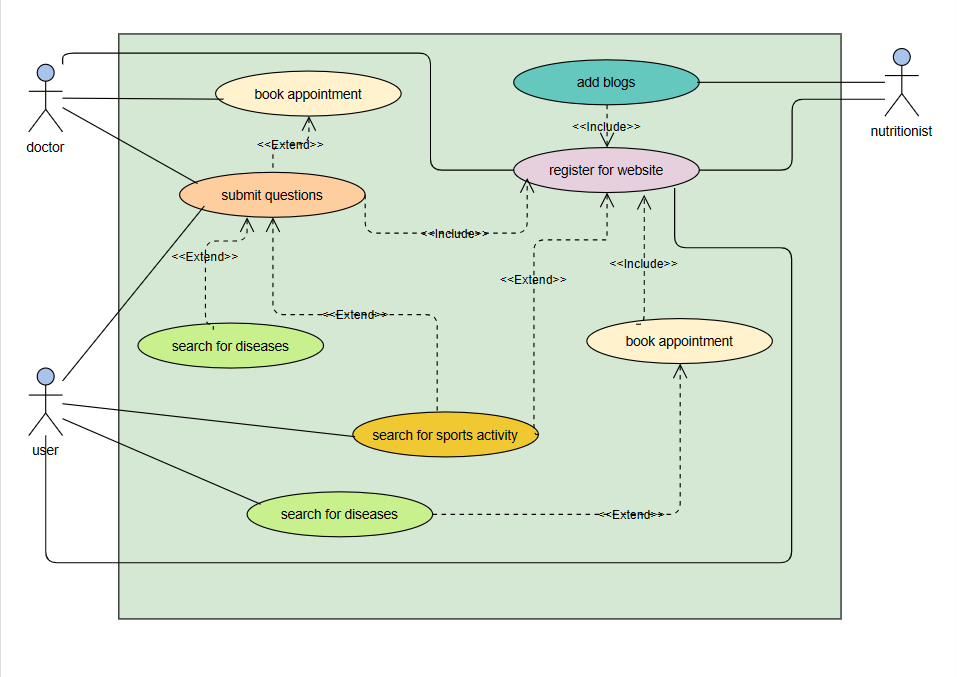 add blogs
book appointment
<<Include>>
nutritionist
doctor
<<Extend>>
register for website
submit questions
<<Include>>
<<Extend>>
<<Include>>
<<Extend>>
<<Extend>>
book appointment
search for diseases
search for sports activity
user
search for diseases
<<Extend>>